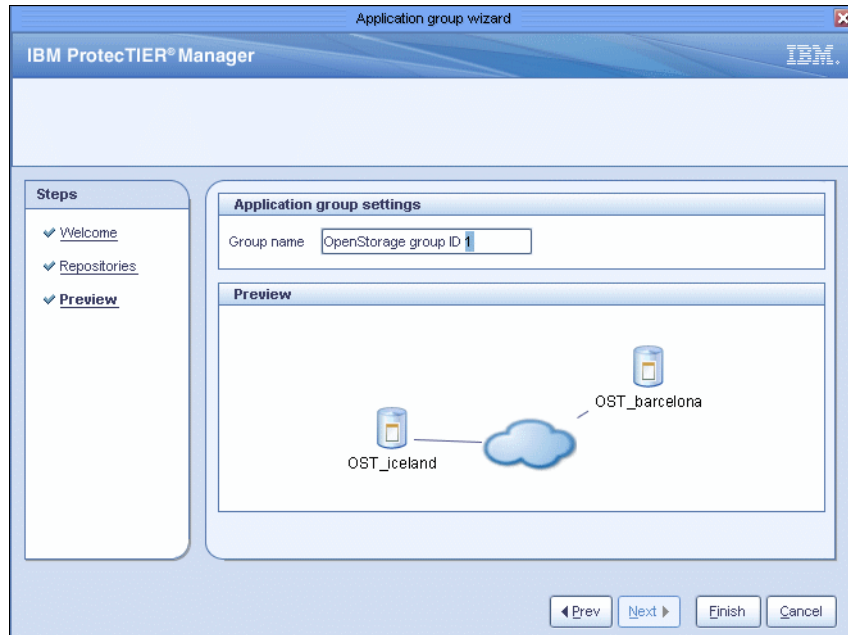 Application group wizard
IBM ProtecTIER® Manager
IBM.
Steps
Welcome
Repositories
Preview
Application group settings
Group name OpenStorage group ID 1
Preview
OST_barcelona
OST_iceland
Prev Next Finish Cancel